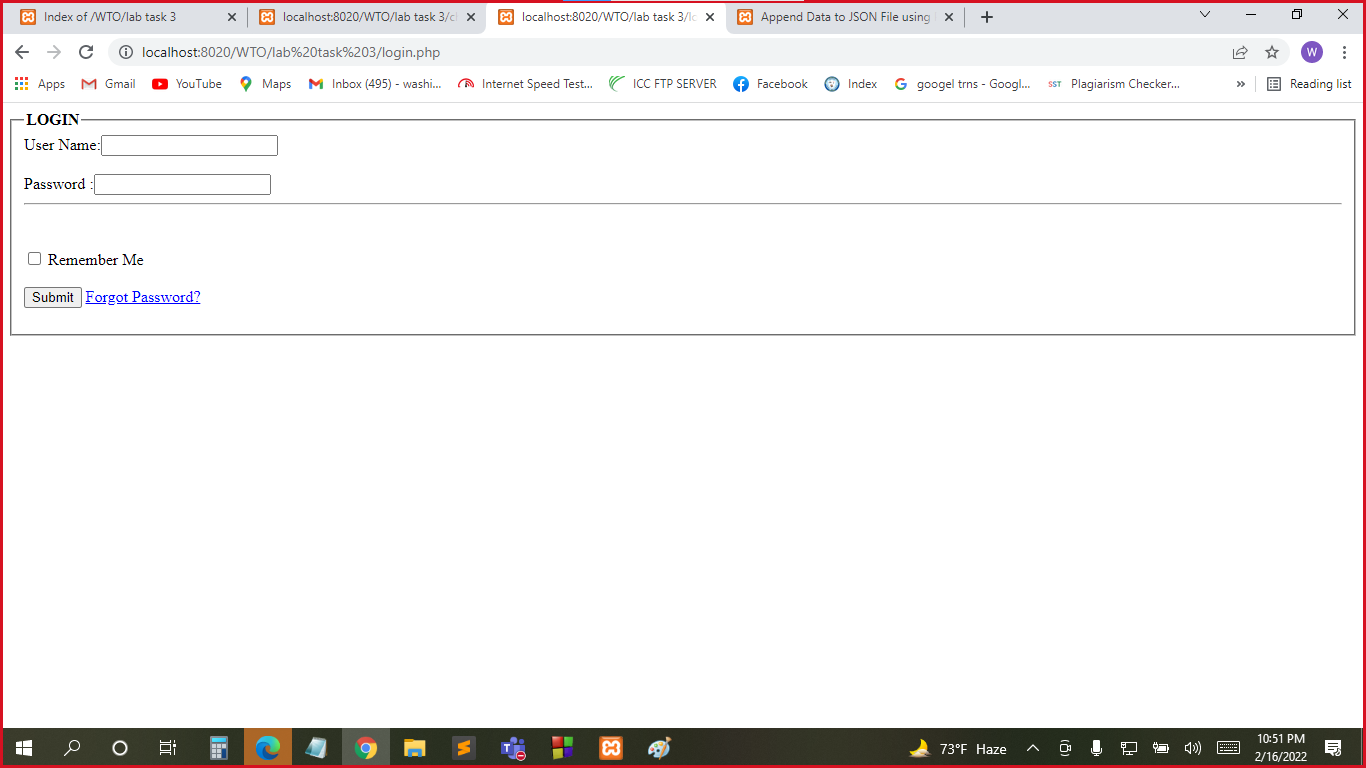 Index of /WTO/lab task 3
localhost:8020/WTO/lab task 3/cl
localhost:8020/WTO/lab task 3/lo
Append Data to JSON File using
localhost:8020/WTO/lab%20task%203/login.php
W
Apps
Gmail
YouTube
Maps
Inbox (495) - washi...
Internet Speed Test...
ICC FTP SERVER
Facebook
Index
googel trns - Googl...
SST
Plagiarism Checker...
»
Reading list
LOGIN
User Name:
Password :
Remember Me
Submit Forgot Password?
73°F Haze
10:51 PM
2/16/2022